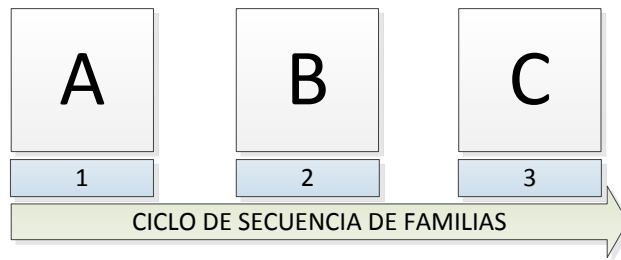 A B C
1 2 3
CICLO DE SECUENCIA DE FAMILIAS